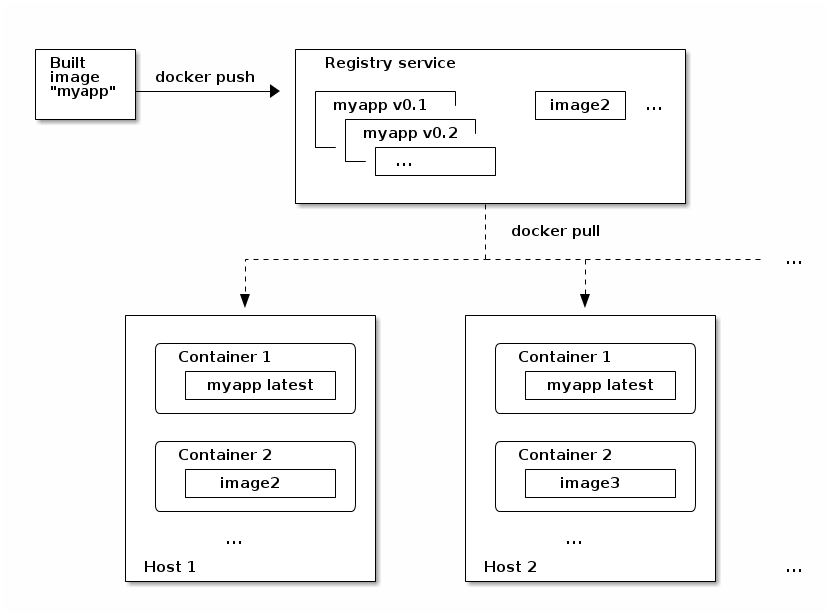 Built
image
"myapp"
docker push
Registry service
myapp v0.1
myapp v0.2
...
image2
...
docker pull
...
Container 1
myapp latest
Container 2
image2
...
Host 1
Container 1
myapp latest
Container 2
image3
...
Host 2
...